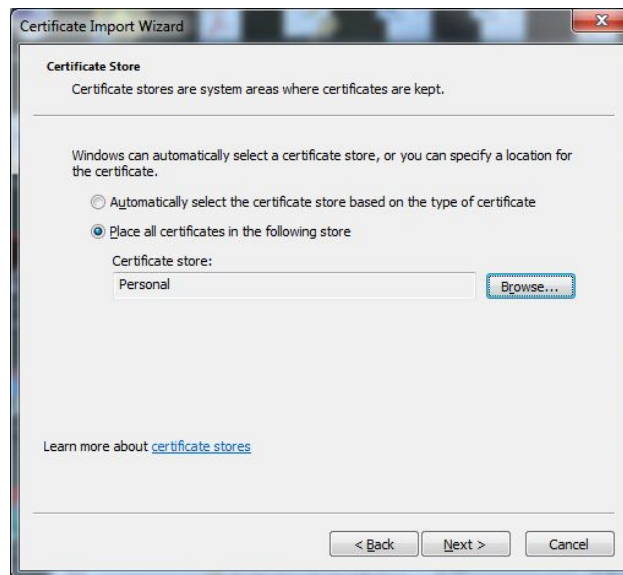 Certificate Import Wizard
Certificate Store
Certificate stores are system areas where certificates are kept.
Windows can automatically select a certificate store, or you can specify a location for
the certificate.
Automatically select the certificate store based on the type of certificate
Place all certificates in the following store
Certificate store:
Personal
Browse...
Learn more about certificate stores
< Back
Next >
Cancel